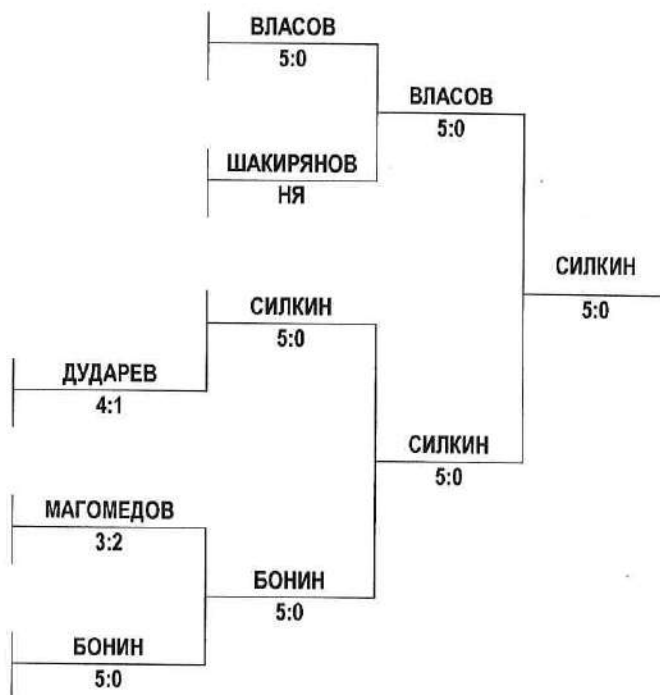 ВЛАСОВ
5:0
ВЛАСОВ
5:0
ШАКИРЯНОВ
НЯ
СИЛКИН
5:0
СИЛКИН
5:0
ДУДАРЕВ
4:1
СИЛКИН
5:0
МАГОМЕДОВ
3:2
БОНИН
5:0
БОНИН
5:0